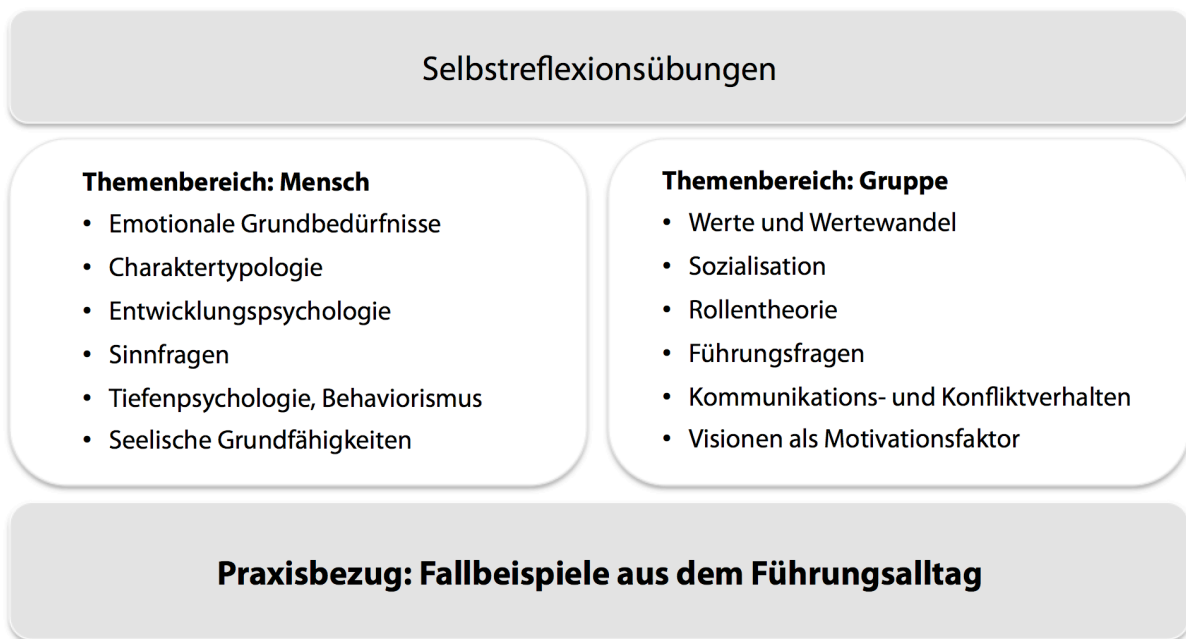 Selbstreflexionsübungen
Themenbereich: Mensch
• Emotionale Grundbedürfnisse
• Charaktertypologie
• Entwicklungspsychologie
• Sinnfragen
• Tiefenpsychologie, Behaviorismus
• Seelische Grundfähigkeiten
Themenbereich: Gruppe
• Werte und Wertewandel
• Sozialisation
• Rollentheorie
• Führungsfragen
• Kommunikations- und Konfliktverhalten
• Visionen als Motivationsfaktor
Praxisbezug: Fallbeispiele aus dem Führungsalltag